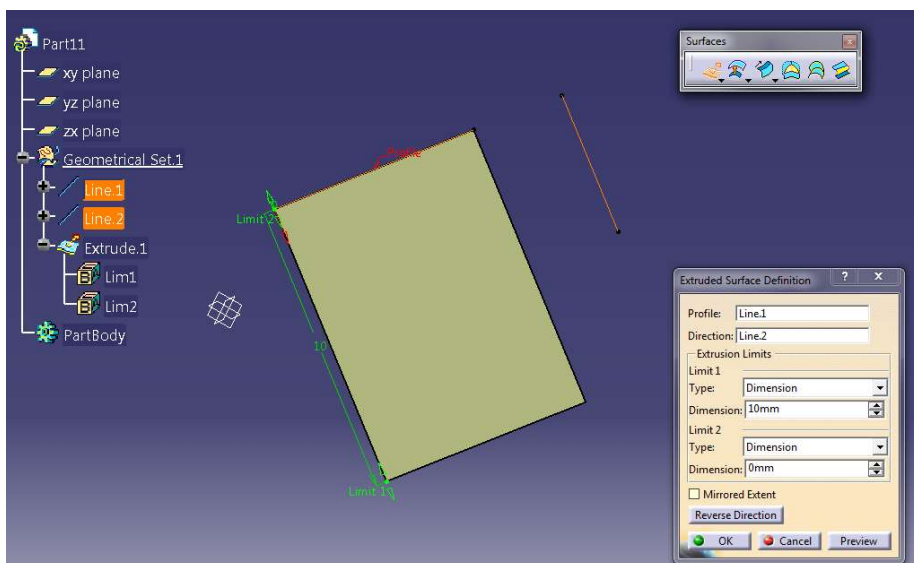 Part11
xy plane
yz plane
zx plane
Geometrical Set.1
Line.1
Line.2
Extrude.1
Lim1
Lim2
PartBody
Profile
Limit 2
10
Limit 1
Surfaces
x
Extruded Surface Definition ? X
Profile: Line.1
Direction: Line.2
Extrusion Limits
Limit 1
Type: Dimension
Dimension: 10mm
Limit 2
Type: Dimension
Dimension: 0mm
Mirrored Extent
Reverse Direction
OK Cancel Preview